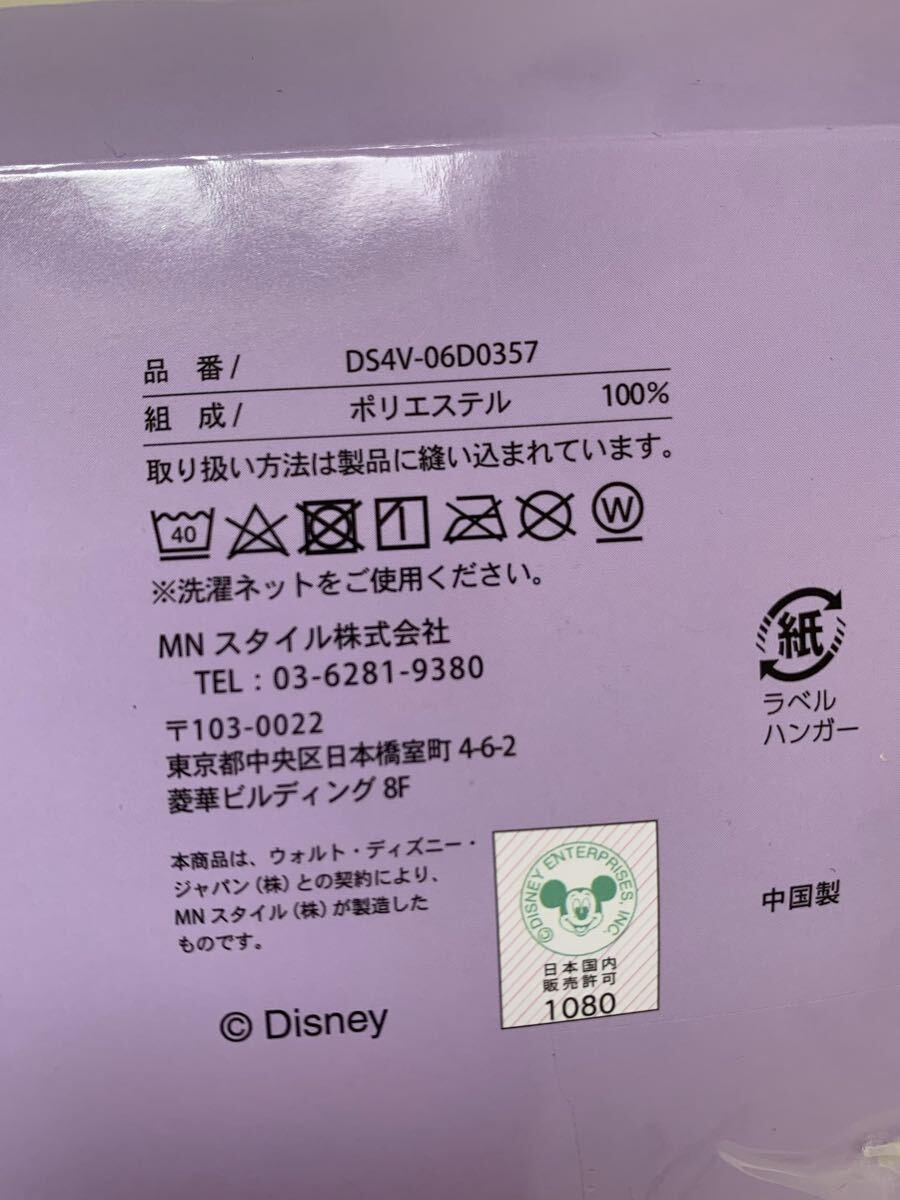 品 番 / DS4V-06D0357
組 成 / ポリエステル 100%
取り扱い方法は製品に縫い込まれています。
40 W
※洗濯ネットをご使用ください。
MN スタイル株式会社
TEL : 03-6281-9380
〒103-0022
東京都中央区日本橋室町 4-6-2
菱華ビルディング 8F
紙
ラベル
ハンガー
本商品は、ウォルト・ディズニー・
ジャパン(株)との契約により、
MN スタイル(株)が製造した
ものです。
© Disney
©DISNEY ENTERPRISES, INC.
日本国内
販売許可
1080
中国製